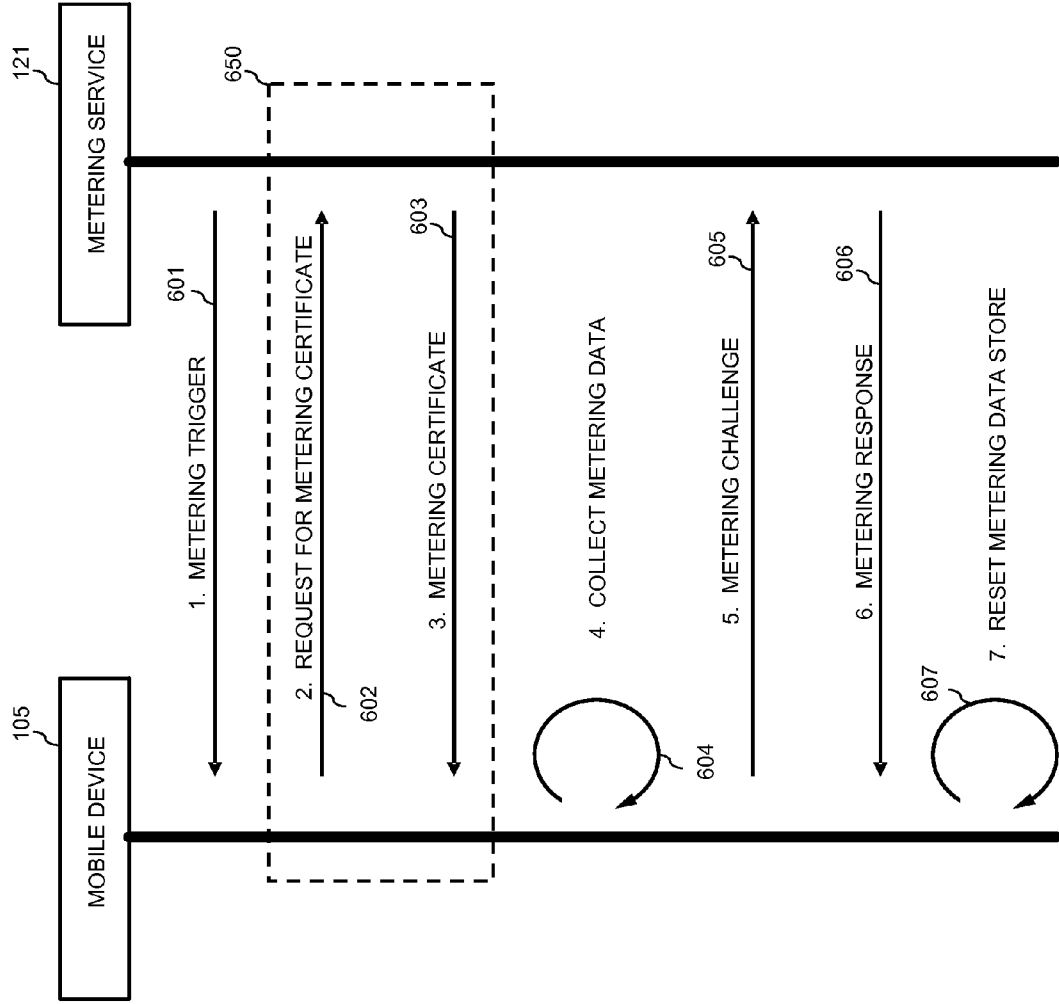 MOBILE DEVICE
105
METERING SERVICE
121
1. METERING TRIGGER
601
650
2. REQUEST FOR METERING CERTIFICATE
602
3. METERING CERTIFICATE
603
4. COLLECT METERING DATA
604
5. METERING CHALLENGE
605
6. METERING RESPONSE
606
7. RESET METERING DATA STORE
607